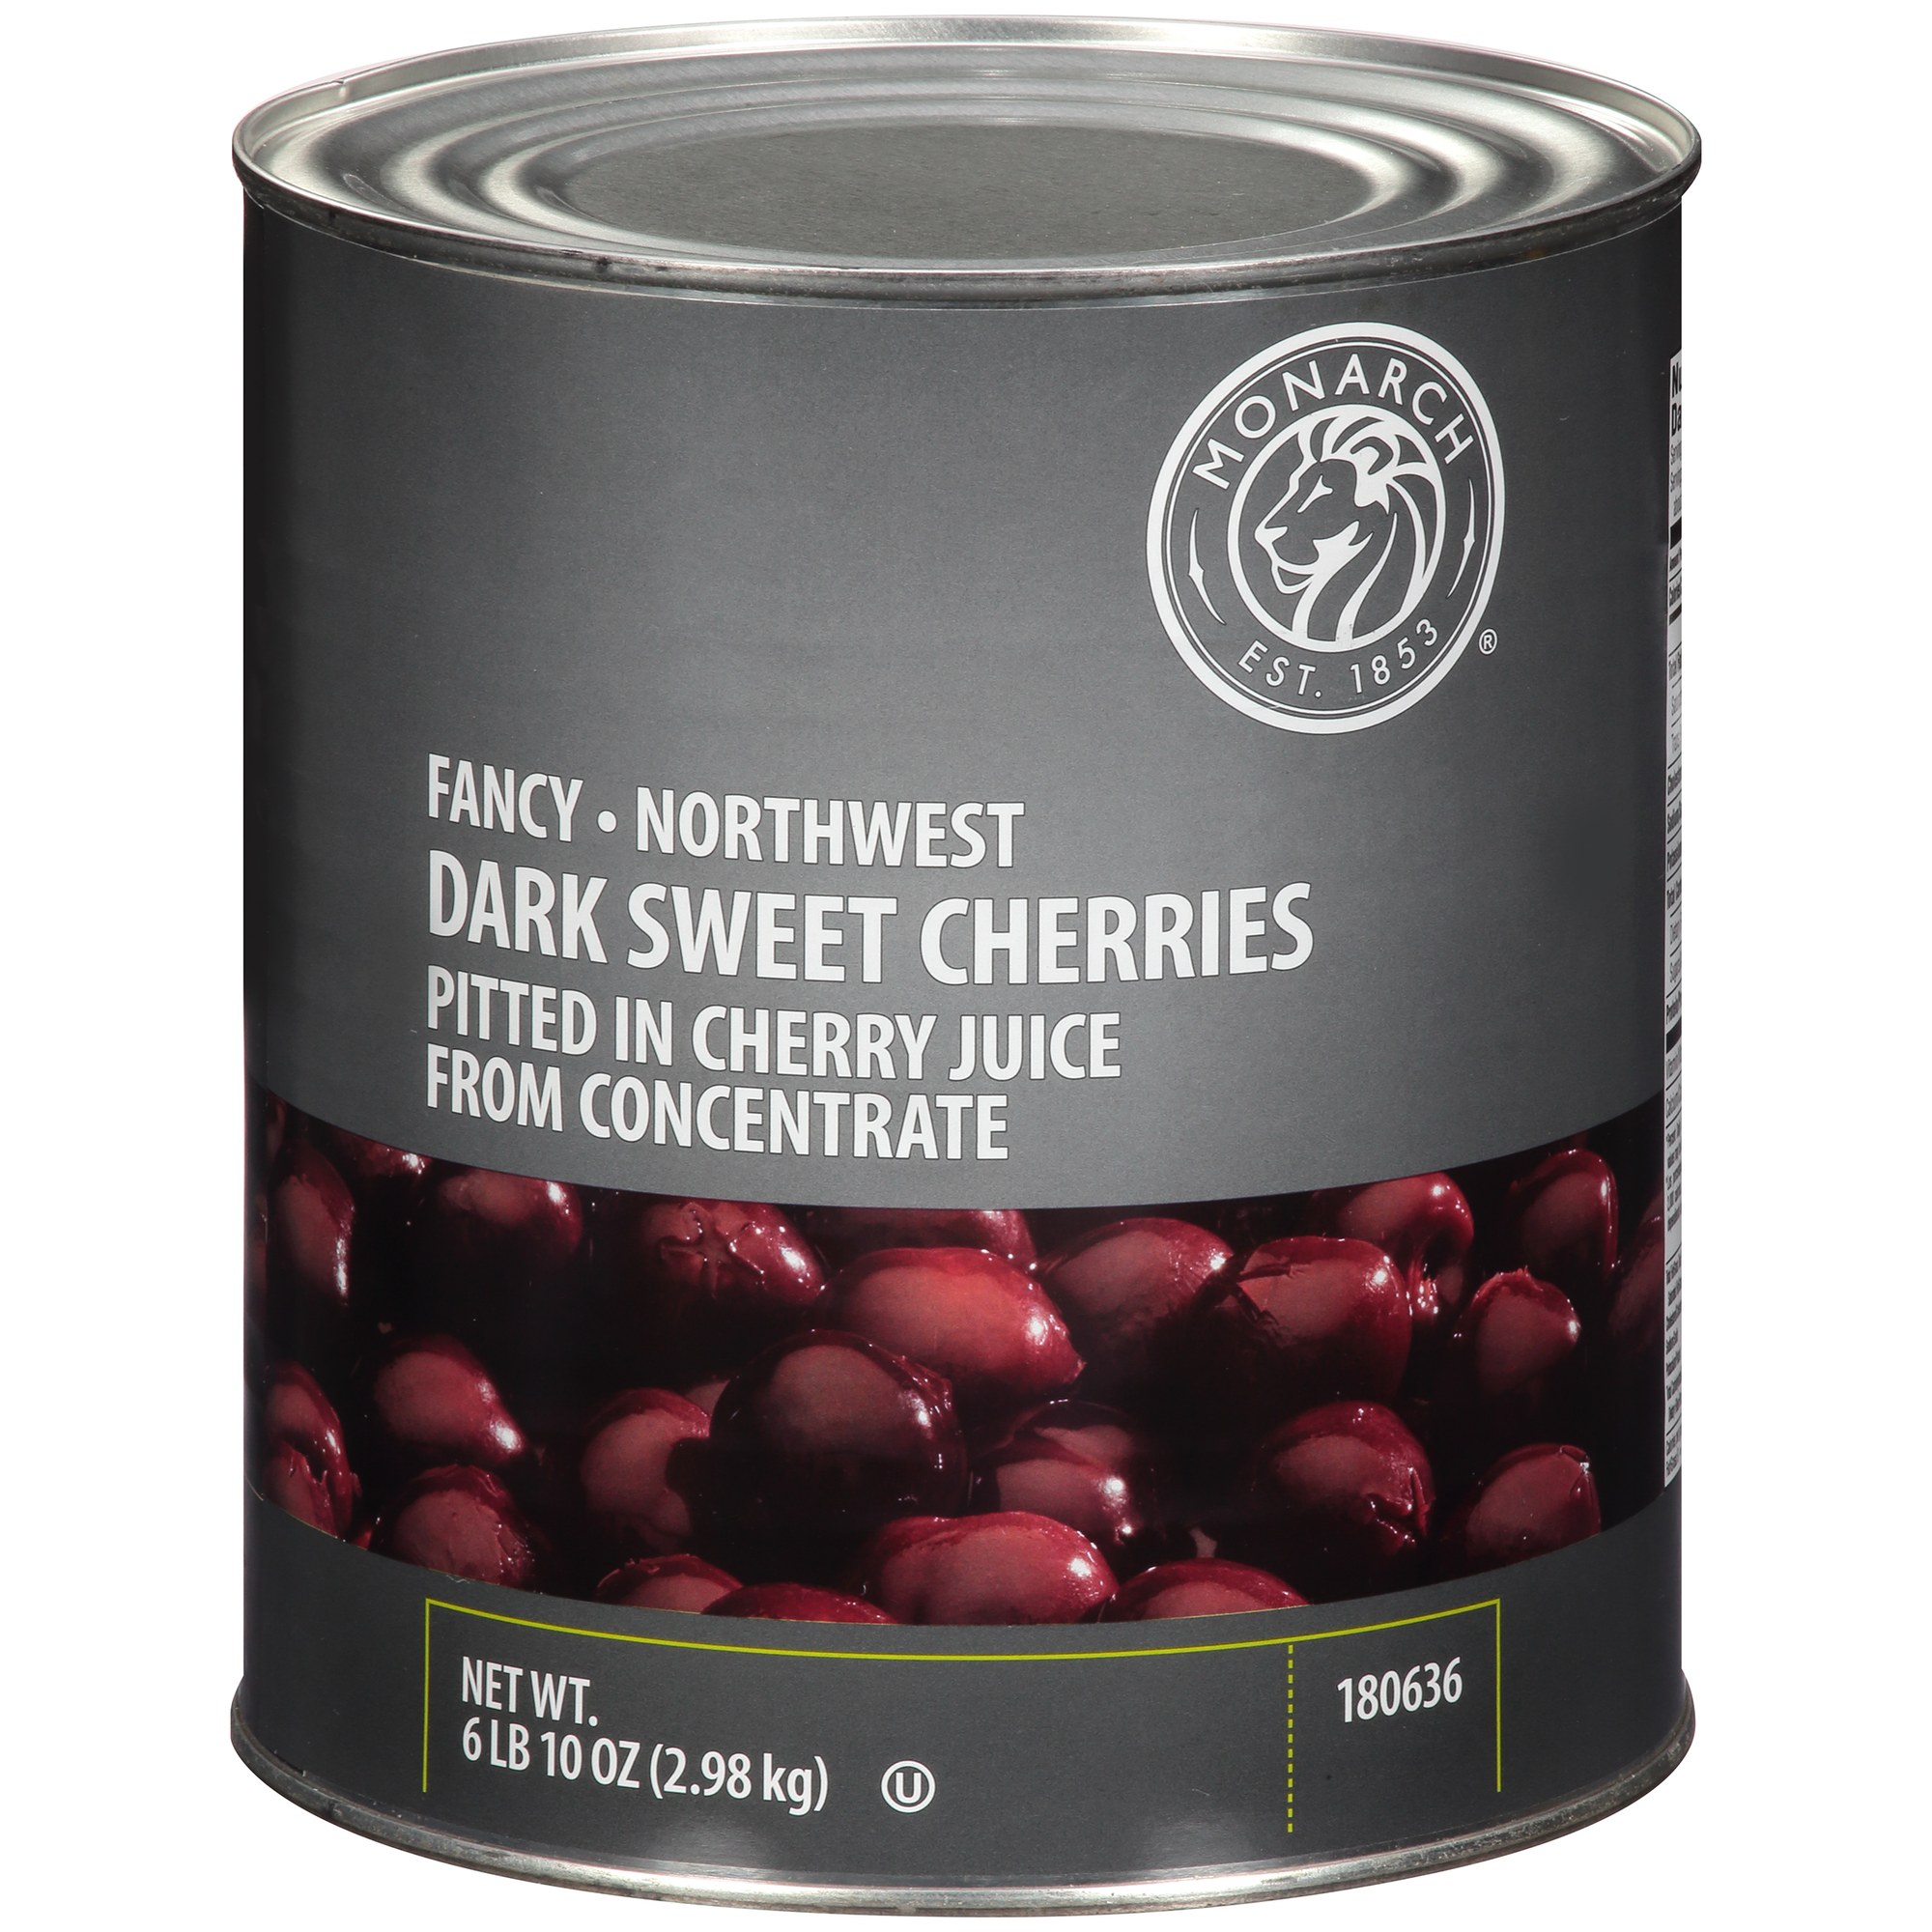 MONARCH
EST. 1853
®
FANCY • NORTHWEST
DARK SWEET CHERRIES
PITTED IN CHERRY JUICE
FROM CONCENTRATE
NET WT.
6 LB 10 OZ (2.98 kg)
U
180636